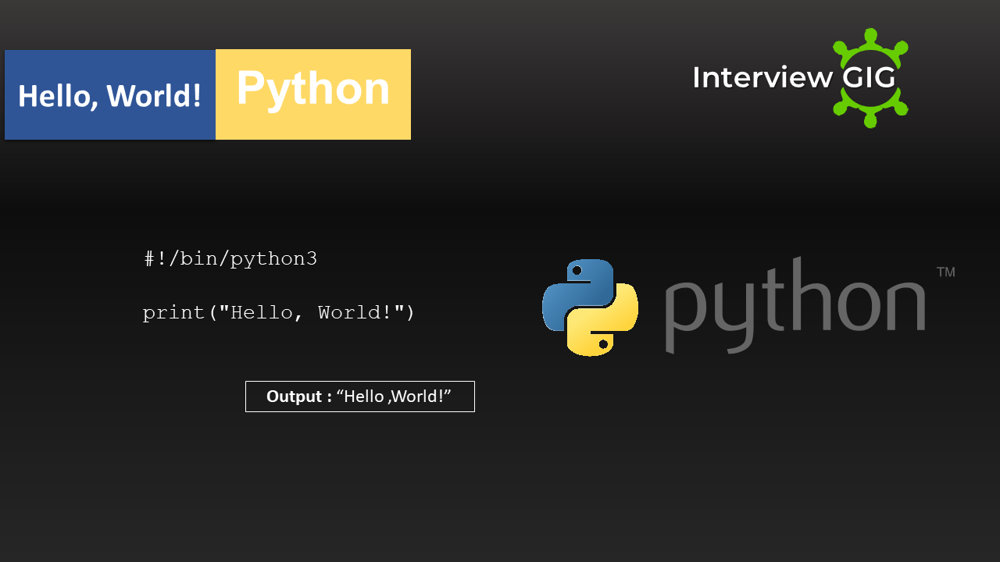 Hello, World!
Python
Interview GIG
#!/bin/python3
print("Hello, World!")
python
TM
Output : “Hello ,World!”